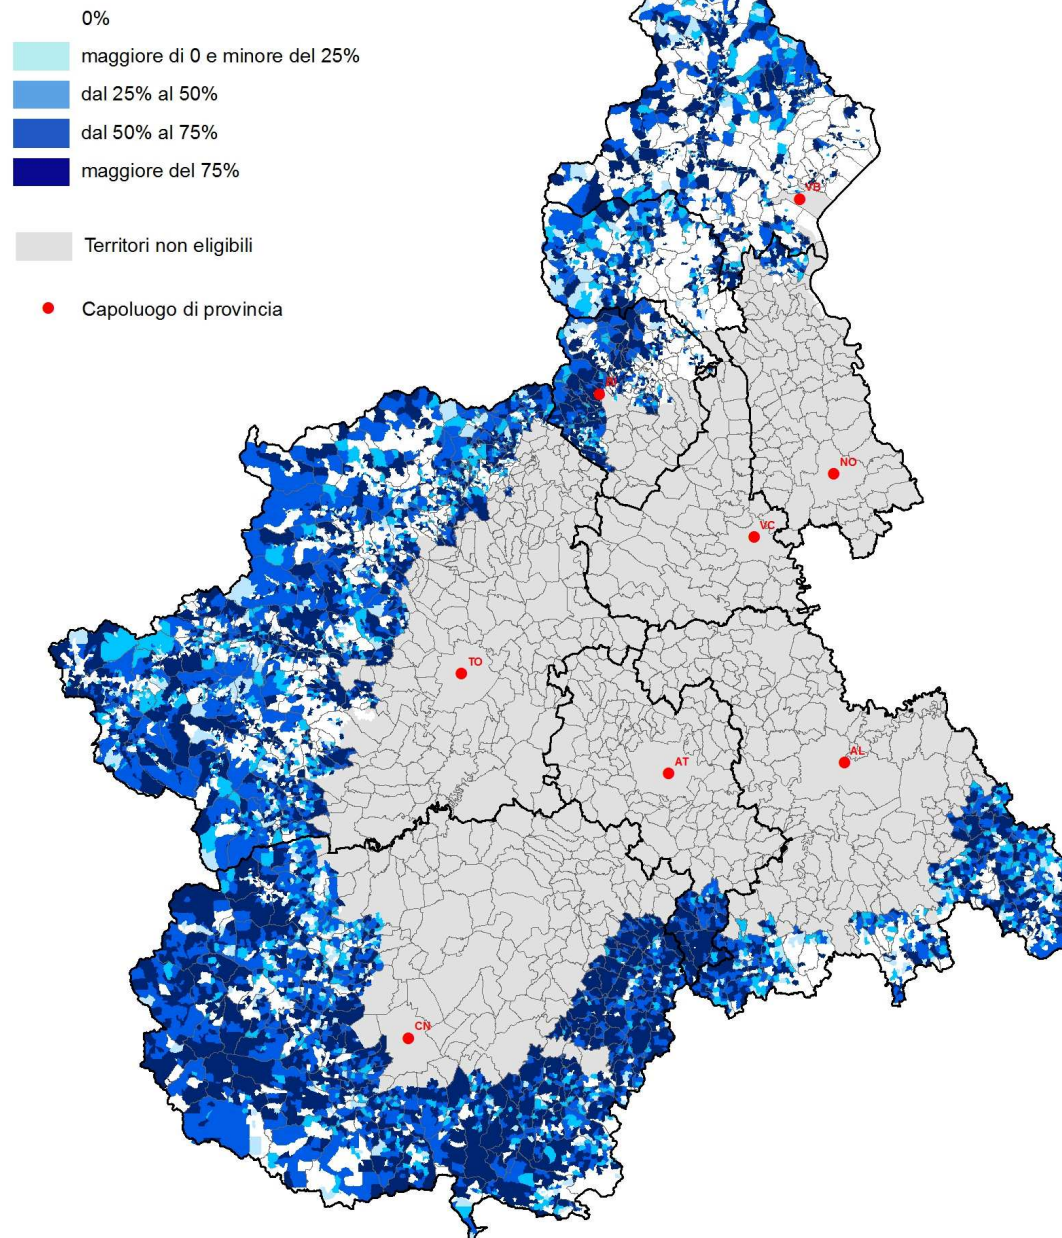 0%
maggiore di 0 e minore del 25%
dal 25% al 50%
dal 50% al 75%
maggiore del 75%
Territori non eligibili
Capoluogo di provincia
VB
BI
NO
VC
TO
AL
AT
CN